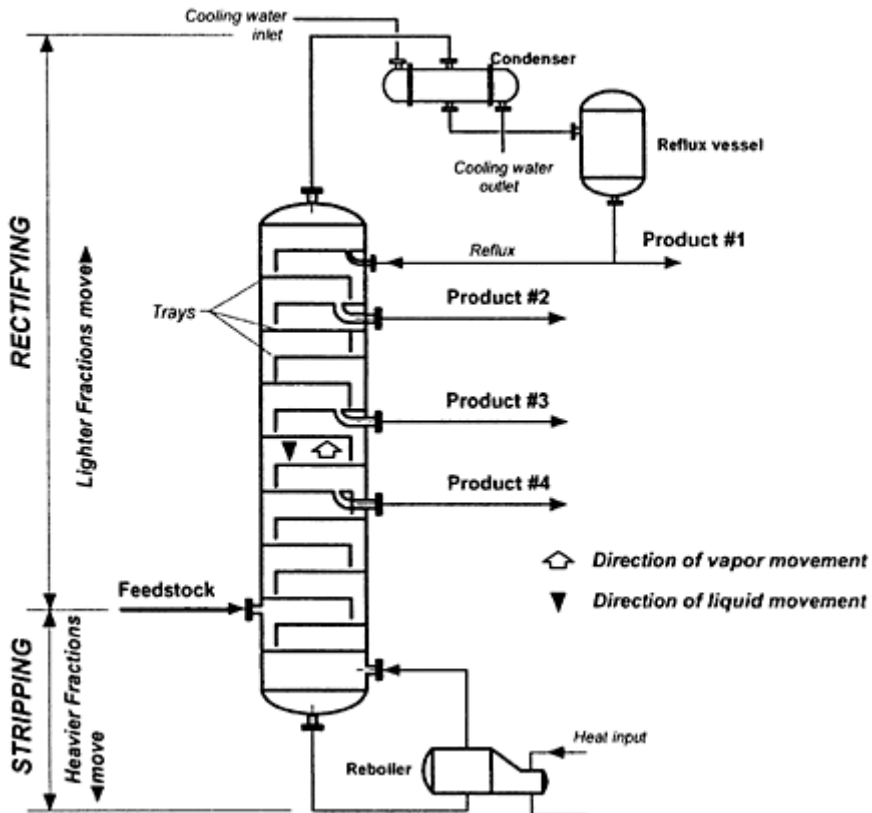 Cooling water
inlet
Condenser
Reflux vessel
Cooling water
outlet
Product #1
Reflux
Product #2
Trays
Product #3
Product #4
RECTIFYING
Lighter Fractions move
Direction of vapor movement
Direction of liquid movement
Feedstock
STRIPPING
Heavier Fractions
move
Heat input
Reboiler